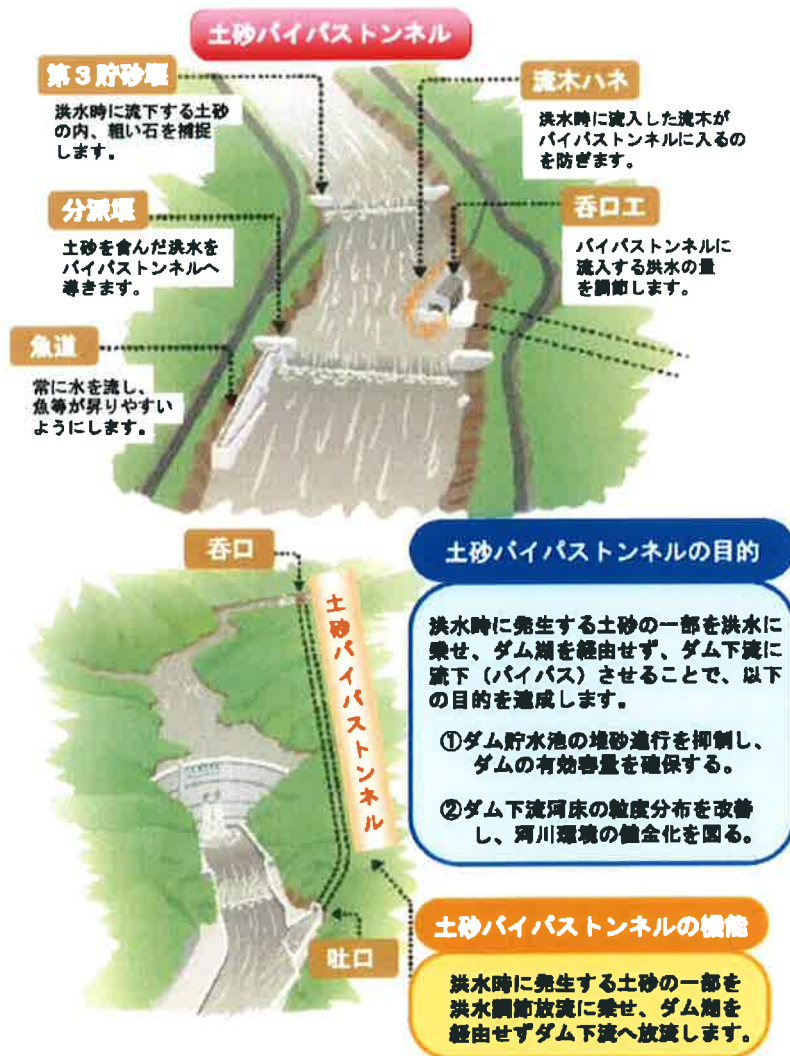 土砂バイパストンネル
第3貯砂堰
洪水時に流下する土砂
の内、粗い石を補捉
します。
流木ハネ
洪水時に流入した流木が
バイパストンネルに入るの
を防ぎます。
分派堰
土砂を含んだ洪水を
バイパストンネルへ
導きます。
呑口工
バイパストンネルに
流入する洪水の量
を調節します。
魚道
常に水を流し、
魚等が昇りやすい
ようにします。
呑口
土砂バイパストンネル
吐口
土砂バイパストンネルの目的
洪水時に発生する土砂の一部を洪水に
乗せ、ダム湖を経由せず、ダム下流に
流下（バイパス）させることで、以下
の目的を達成します。
①ダム貯水池の堆砂進行を抑制し、
ダムの有効容量を確保する。
②ダム下流河床の粒度分布を改善
し、河川環境の健全化を図る。
土砂バイパストンネルの機能
洪水時に発生する土砂の一部を
洪水調節放流に乗せ、ダム湖を
経由せずダム下流へ放流します。